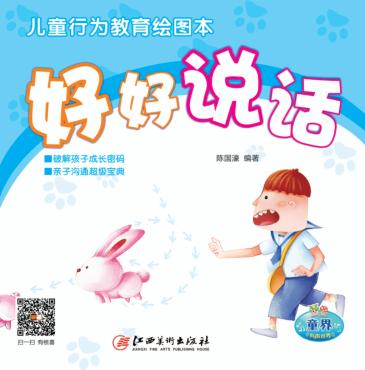 儿童行为教育绘图本
好好说话
■破解孩子成长密码
■亲子沟通超级宝典
陈国濠 编著
童界
扫一扫 有惊喜
江西美术出版社
JIANGXI FINE ARTS PUBLISHING HOUSE